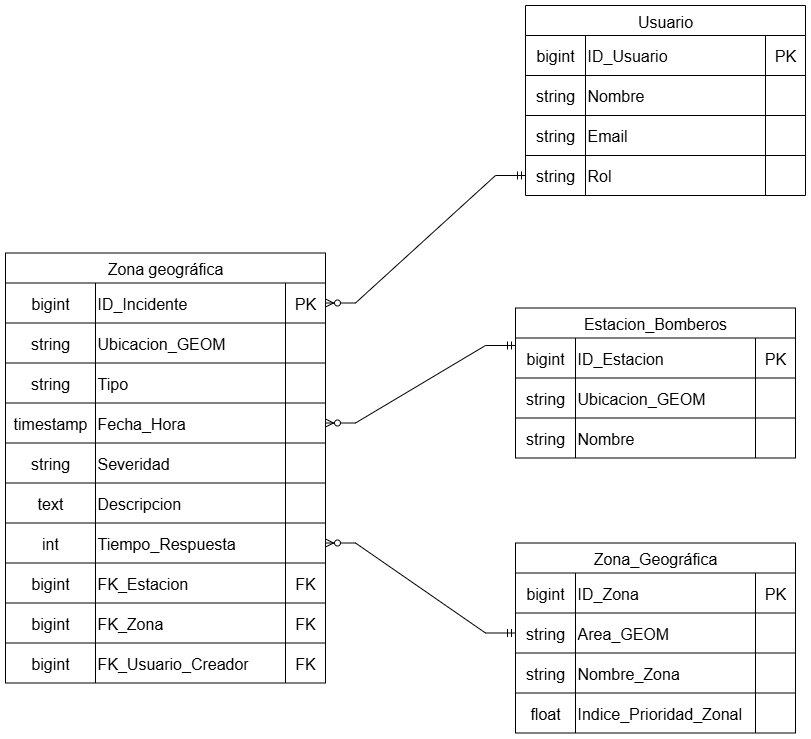 Usuario
bigint ID_Usuario PK
string Nombre
string Email
string Rol
Zona geográfica
bigint ID_Incidente PK
string Ubicacion_GEOM
string Tipo
timestamp Fecha_Hora
string Severidad
text Descripcion
int Tiempo_Respuesta
bigint FK_Estacion FK
bigint FK_Zona FK
bigint FK_Usuario_Creador FK
Estacion_Bomberos
bigint ID_Estacion PK
string Ubicacion_GEOM
string Nombre
Zona_Geográfica
bigint ID_Zona PK
string Area_GEOM
string Nombre_Zona
float Indice_Prioridad_Zonal